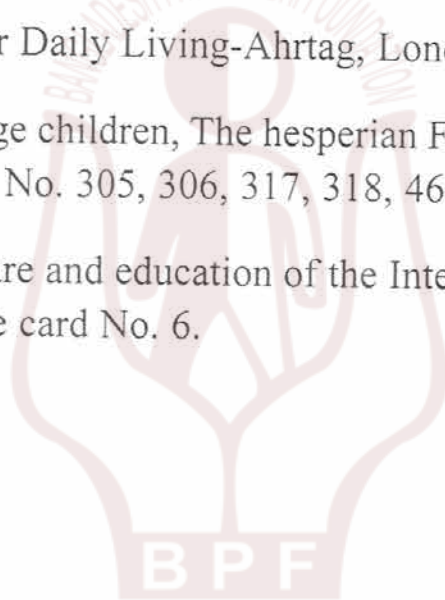 r Daily Living-Ahrtag, Lon
ge children, The hesperian F
No. 305, 306, 317, 318, 46
re and education of the Inte
e card No. 6.
BPF